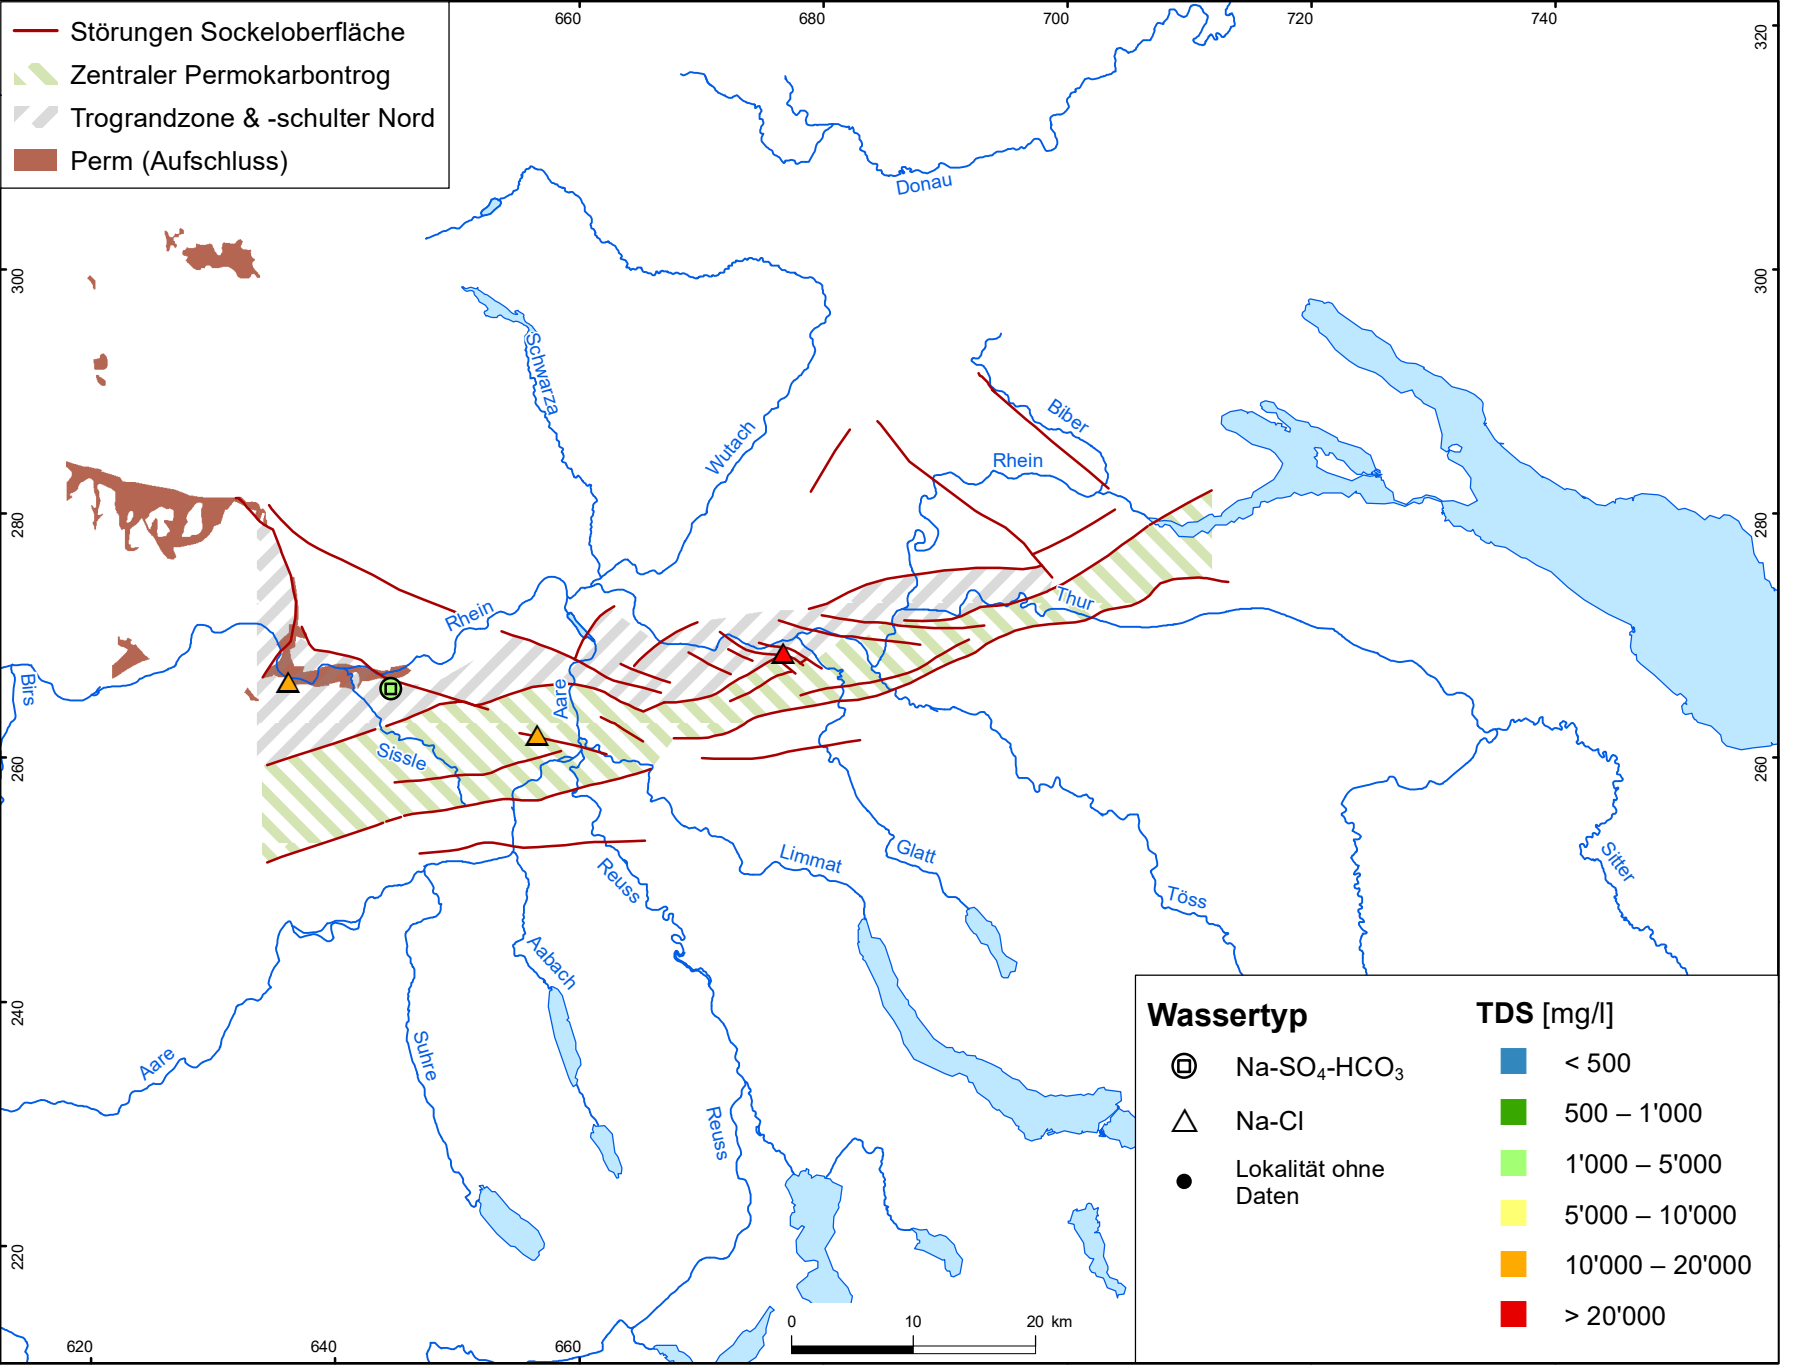 660
680
700
720
740
320
Störungen Sockeloberfläche
Zentraler Permokarbontrog
Trograndzone & -schulter Nord
Perm (Aufschluss)
Donau
300
300
Schwarza
Wutach
Biber
Rhein
280
280
Rhein
Thur
Birs
Aare
Sissle
260
260
Limmat
Glatt
Reuss
Töss
Sitter
Aabach
240
Aare
Suhre
Reuss
220
Wassertyp
Na-SO₄-HCO₃
Na-Cl
Lokalität ohne
Daten
TDS [mg/l]
< 500
500 – 1'000
1'000 – 5'000
5'000 – 10'000
10'000 – 20'000
> 20'000
0
10
20 km
620
640
660